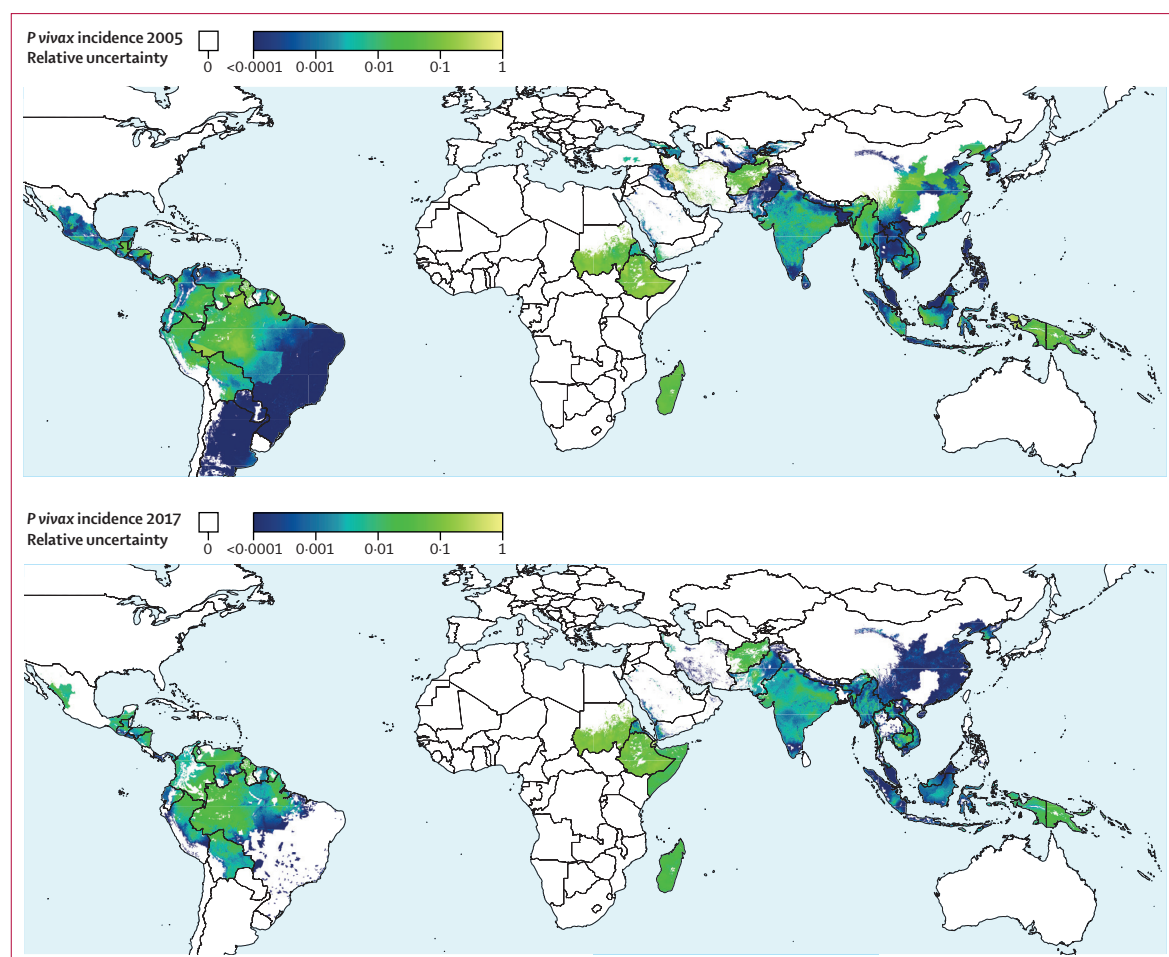 P vivax incidence 2005
Relative uncertainty
0 <0·0001 0·001 0·01 0·1 1
P vivax incidence 2017
Relative uncertainty
0 <0·0001 0·001 0·01 0·1 1